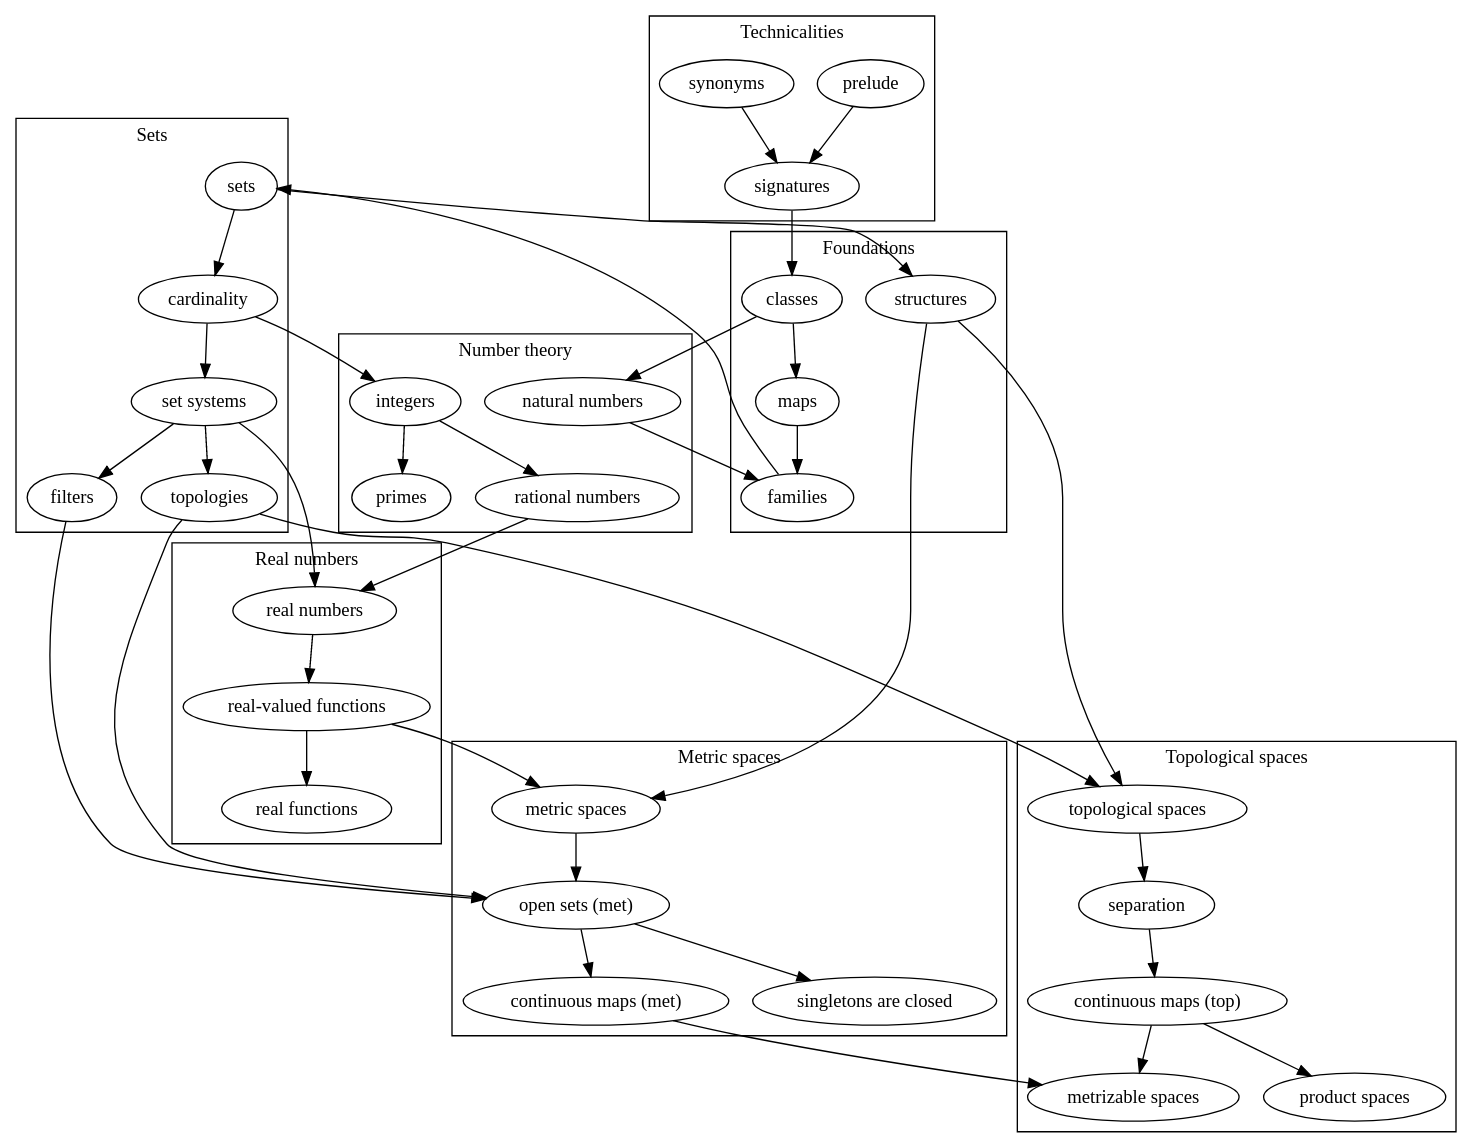 Technicalities
synonyms
prelude
signatures
Sets
sets
cardinality
set systems
filters
topologies
Foundations
classes
structures
maps
families
Number theory
integers
natural numbers
primes
rational numbers
Real numbers
real numbers
real-valued functions
real functions
Metric spaces
metric spaces
open sets (met)
continuous maps (met)
singletons are closed
Topological spaces
topological spaces
separation
continuous maps (top)
metrizable spaces
product spaces